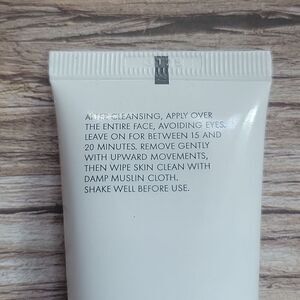 AFTER CLEANSING, APPLY OVER
THE ENTIRE FACE, AVOIDING EYES.
LEAVE ON FOR BETWEEN 15 AND
20 MINUTES. REMOVE GENTLY
WITH UPWARD MOVEMENTS,
THEN WIPE SKIN CLEAN WITH
DAMP MUSLIN CLOTH.
SHAKE WELL BEFORE USE.